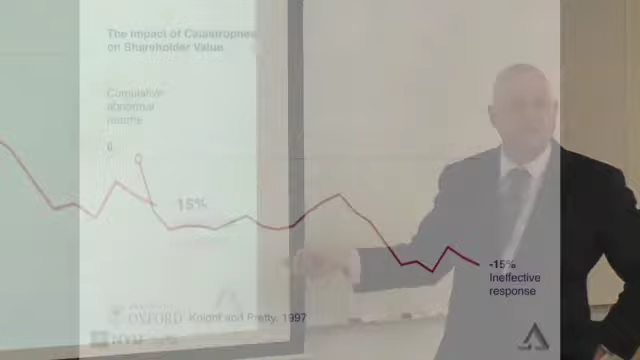 The Impact of Catastrophes
on Shareholder Value
Cumulative
abnormal
returns
15%
-15%
Ineffective
response
OXFORD
Knight and Pretty, 1997